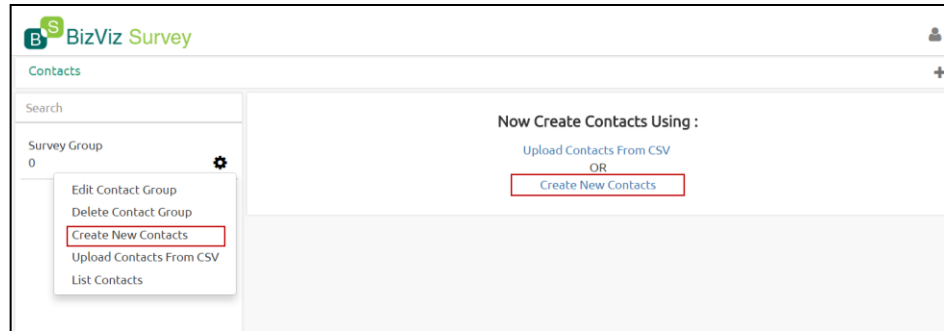 BS BizViz Survey
Contacts
Search
Survey Group
0
Edit Contact Group
Delete Contact Group
Create New Contacts
Upload Contacts From CSV
List Contacts
Now Create Contacts Using :
Upload Contacts From CSV
OR
Create New Contacts